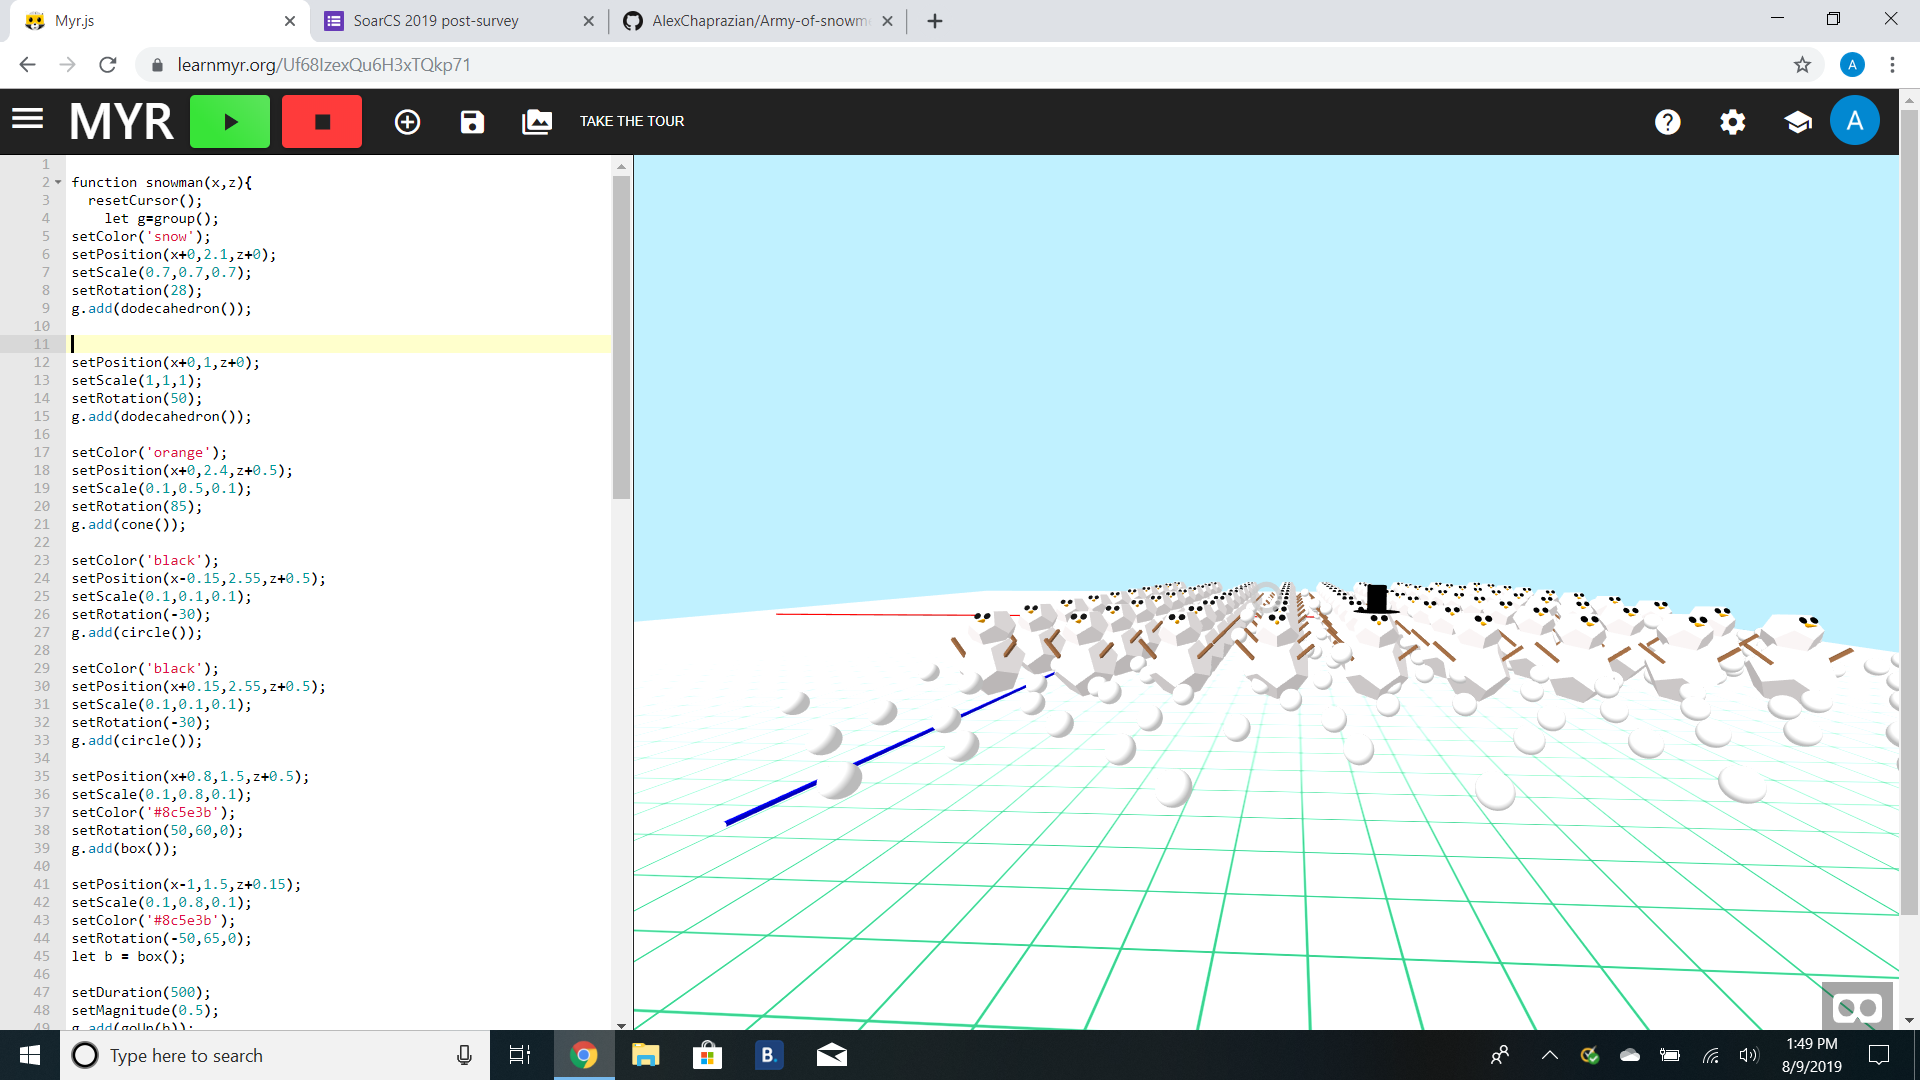 Myr.js
SoarCS 2019 post-survey
AlexChaprazian/Army-of-snowme
learnmyr.org/Uf68IzexQu6H3xTQkp71
A
MYR
TAKE THE TOUR
A
1
2 function snowman(x,z){
3 resetCursor();
4 let g=group();
5 setColor('snow');
6 setPosition(x+0,2.1,z+0);
7 setScale(0.7,0.7,0.7);
8 setRotation(28);
9 g.add(dodecahedron());
10
11
12 setPosition(x+0,1,z+0);
13 setScale(1,1,1);
14 setRotation(50);
15 g.add(dodecahedron());
16
17 setColor('orange');
18 setPosition(x+0,2.4,z+0.5);
19 setScale(0.1,0.5,0.1);
20 setRotation(85);
21 g.add(cone());
22
23 setColor('black');
24 setPosition(x-0.15,2.55,z+0.5);
25 setScale(0.1,0.1,0.1);
26 setRotation(-30);
27 g.add(circle());
28
29 setColor('black');
30 setPosition(x+0.15,2.55,z+0.5);
31 setScale(0.1,0.1,0.1);
32 setRotation(-30);
33 g.add(circle());
34
35 setPosition(x+0.8,1.5,z+0.5);
36 setScale(0.1,0.8,0.1);
37 setColor('#8c5e3b');
38 setRotation(50,60,0);
39 g.add(box());
40
41 setPosition(x-1,1.5,z+0.15);
42 setScale(0.1,0.8,0.1);
43 setColor('#8c5e3b');
44 setRotation(-50,65,0);
45 let b = box();
46
47 setDuration(500);
48 setMagnitude(0.5);
49 g.add(goUp(b));
Type here to search
B.
1:49 PM
8/9/2019